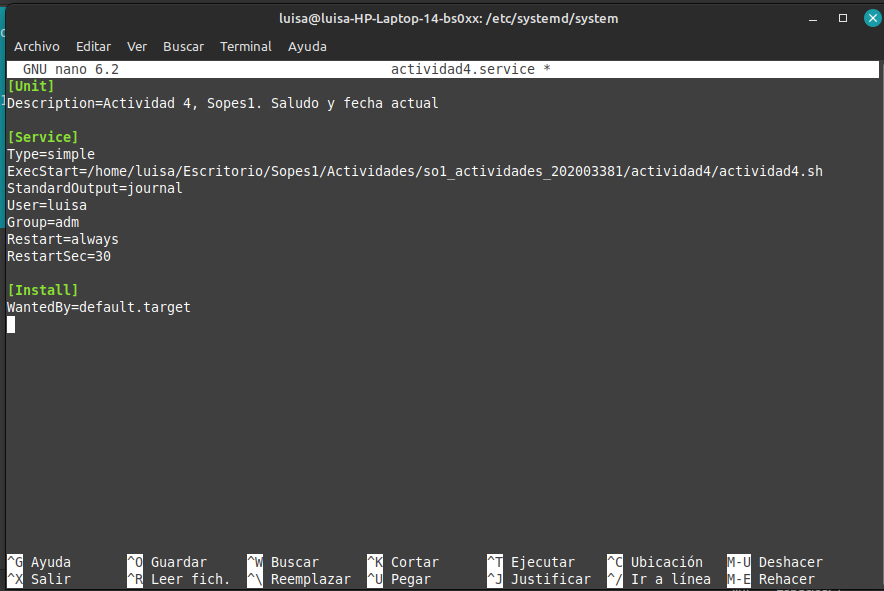 luisa@luisa-HP-Laptop-14-bs0xx: /etc/systemd/system
Archivo Editar Ver Buscar Terminal Ayuda
GNU nano 6.2 actividad4.service *
[Unit]
Description=Actividad 4, Sopes1. Saludo y fecha actual
[Service]
Type=simple
ExecStart=/home/luisa/Escritorio/Sopes1/Actividades/so1_actividades_202003381/actividad4/actividad4.sh
StandardOutput=journal
User=luisa
Group=adm
Restart=always
RestartSec=30
[Install]
WantedBy=default.target
^G Ayuda ^O Guardar ^W Buscar ^K Cortar ^T Ejecutar ^C Ubicación M-U Deshacer
^X Salir ^R Leer fich. ^\ Reemplazar ^U Pegar ^J Justificar ^/ Ir a línea M-E Rehacer